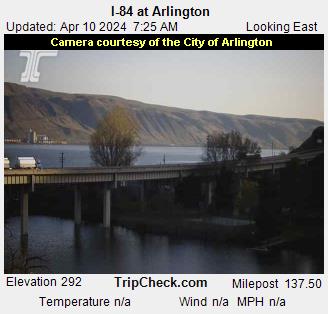 I-84 at Arlington
Updated: Apr 10 2024 7:25 AM Looking East
Camera courtesy of the City of Arlington
Elevation 292 TripCheck.com Milepost 137.50
Temperature n/a Wind n/a MPH n/a